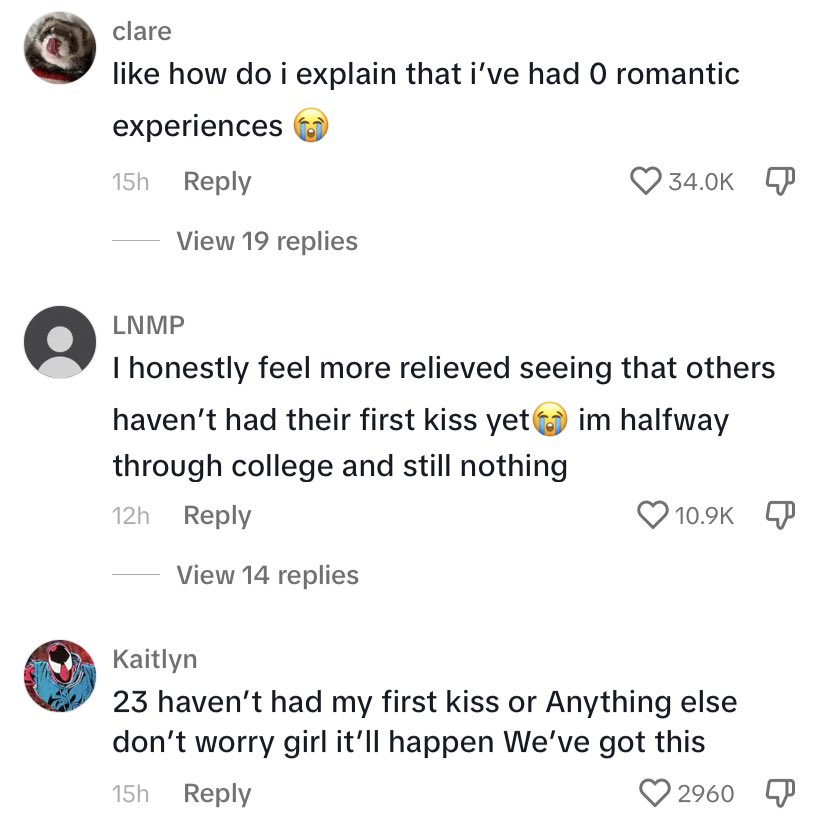 clare
like how do i explain that i’ve had 0 romantic
experiences 😭
15h Reply 34.0K
View 19 replies
LNMP
I honestly feel more relieved seeing that others
haven’t had their first kiss yet😭 im halfway
through college and still nothing
12h Reply 10.9K
View 14 replies
Kaitlyn
23 haven’t had my first kiss or Anything else
don’t worry girl it’ll happen We’ve got this
15h Reply 2960